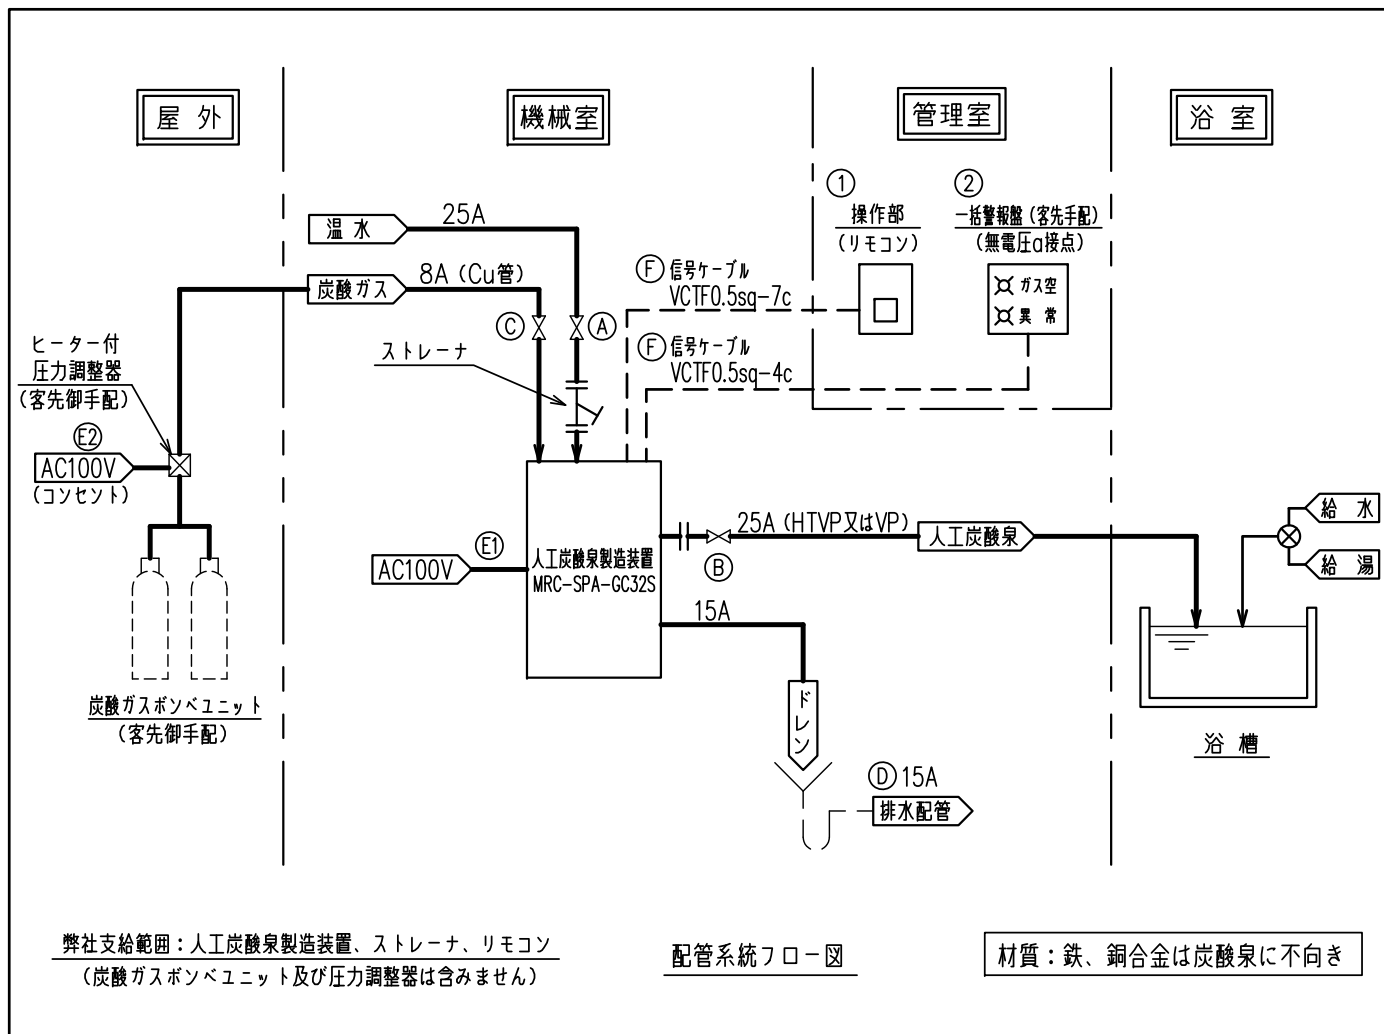 屋 外
機械室
管理室
浴 室
①
操作部
(リモコン)
②
一括警報盤(客先手配)
(無電圧a接点)
ガス空
異 常
温 水
25A
炭酸ガス
8A (Cu管)
Ⓒ
Ⓐ
Ⓕ 信号ケーブル
VCTF0.5sq-7c
Ⓕ 信号ケーブル
VCTF0.5sq-4c
ストレーナ
ヒーター付
圧力調整器
(客先御手配)
E2
AC100V
(コンセント)
炭酸ガスボンベユニット
(客先御手配)
E1
AC100V
人工炭酸泉製造装置
MRC-SPA-GC32S
25A (HTVP又はVP)
Ⓑ
人工炭酸泉
15A
ドレン
Ⓓ 15A
排水配管
給 水
給 湯
浴 槽
弊社支給範囲：人工炭酸泉製造装置、ストレーナ、リモコン
(炭酸ガスボンベユニット及び圧力調整器は含みません)
配管系統フロー図
材質：鉄、銅合金は炭酸泉に不向き